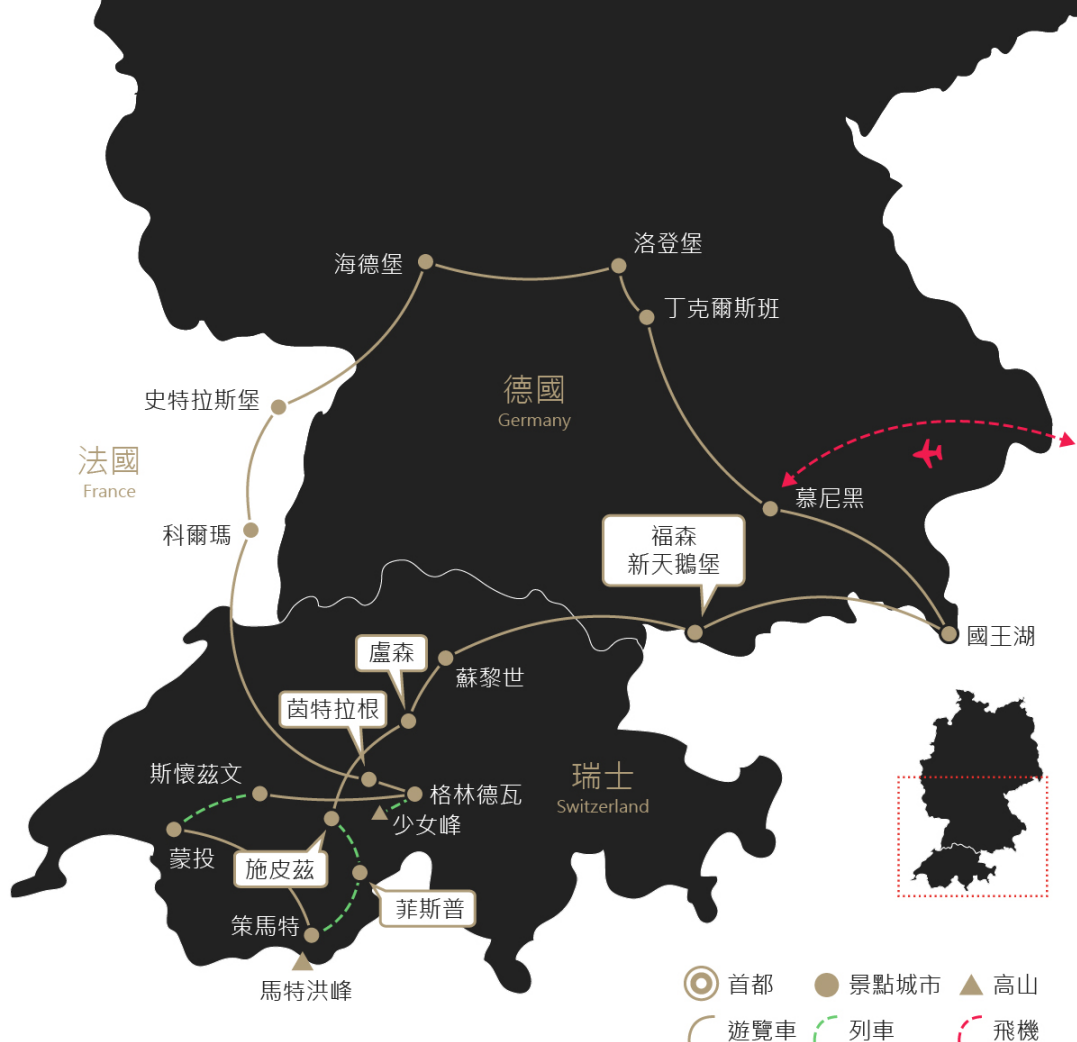 洛登堡
海德堡
丁克爾斯班
德國
Germany
史特拉斯堡
法國
France
慕尼黑
科爾瑪
福森
新天鵝堡
國王湖
盧森
蘇黎世
茵特拉根
斯懷茲文
瑞士
Switzerland
格林德瓦
少女峰
蒙投
施皮茲
菲斯普
策馬特
馬特洪峰
首都
景點城市
高山
遊覽車
列車
飛機